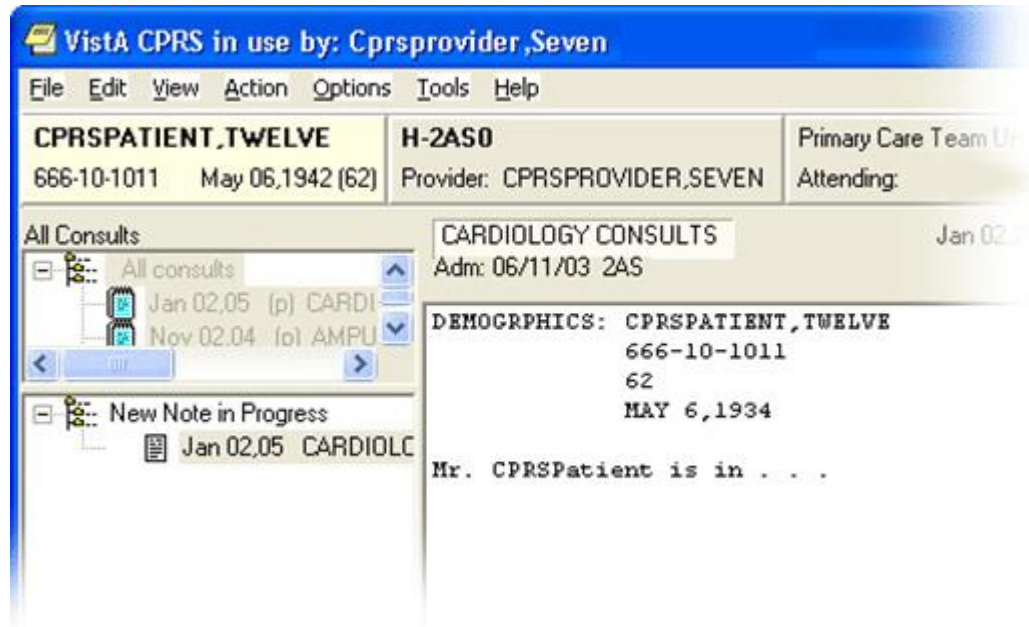 VistA CPRS in use by: Cprsprovider,Seven
File Edit View Action Options Tools Help
CPRSPATIENT,TWELVE
666-10-1011 May 06,1942 (62)
H-2AS0
Provider: CPRSPROVIDER,SEVEN
Primary Care Team
Attending:
All Consults
All consults
Jan 02,05 (p) CARDI
Nov 02,04 (p) AMPU
New Note in Progress
Jan 02,05 CARDIOLC
CARDIOLOGY CONSULTS Jan 02,
Adm: 06/11/03 2AS
DEMOGRPHICS: CPRSPATIENT,TWELVE
666-10-1011
62
MAY 6,1934
Mr. CPRSPatient is in . . .